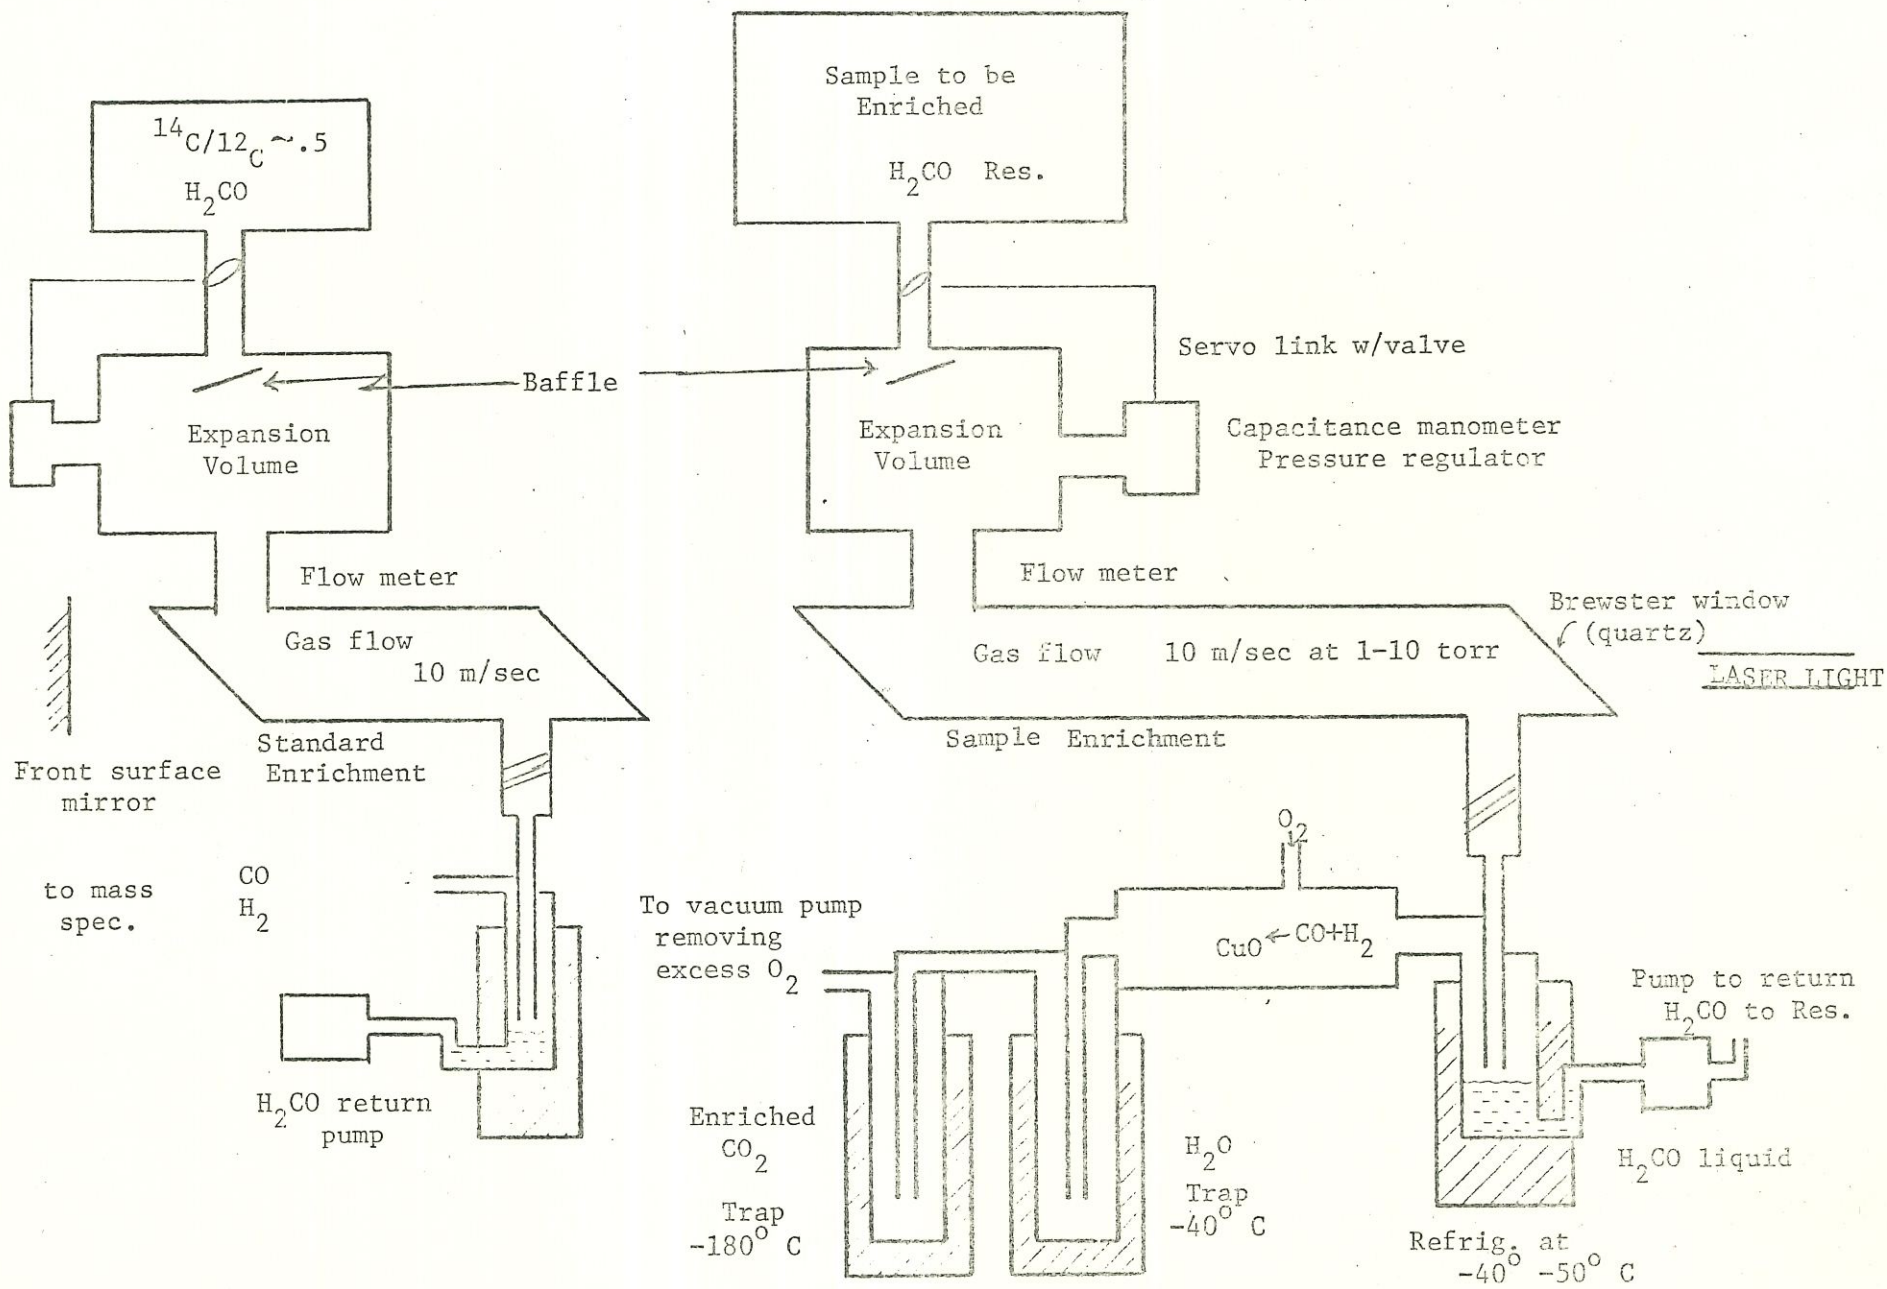 Sample to be
Enriched
H₂CO Res.
¹⁴C/12C ~.5
H₂CO
Servo link w/valve
Baffle
Expansion
Volume
Expansion
Volume
Capacitance manometer
Pressure regulator
Flow meter
Flow meter
Brewster window
(quartz)
Gas flow
10 m/sec
Gas flow 10 m/sec at 1-10 torr
LASER LIGHT
Standard
Enrichment
Sample Enrichment
Front surface
mirror
O₂
to mass
spec.
CO
H₂
To vacuum pump
removing
excess O₂
CuO ← CO+H₂
Pump to return
H₂CO to Res.
H₂CO return
pump
Enriched
CO₂
Trap
-180° C
H₂O
Trap
-40° C
H₂CO liquid
Refrig. at
-40° -50° C